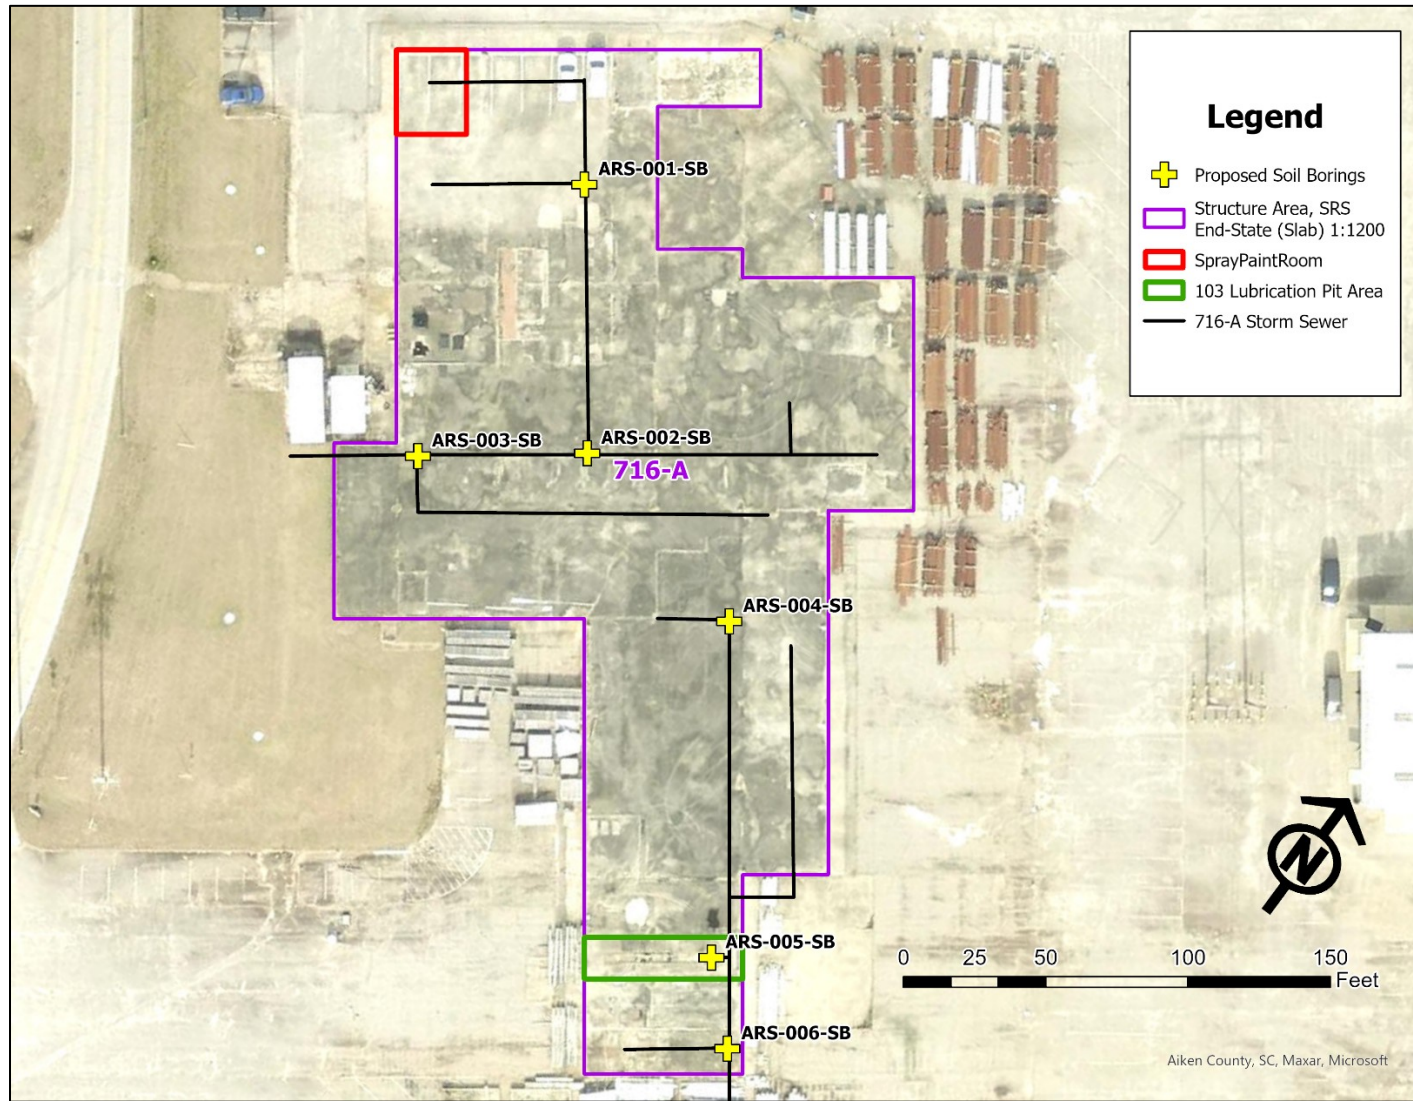 Legend
Proposed Soil Borings
Structure Area, SRS
End-State (Slab) 1:1200
SprayPaintRoom
103 Lubrication Pit Area
716-A Storm Sewer
ARS-001-SB
ARS-003-SB
ARS-002-SB
716-A
ARS-004-SB
ARS-005-SB
ARS-006-SB
N
0 25 50 100 150
Feet
Aiken County, SC, Maxar, Microsoft